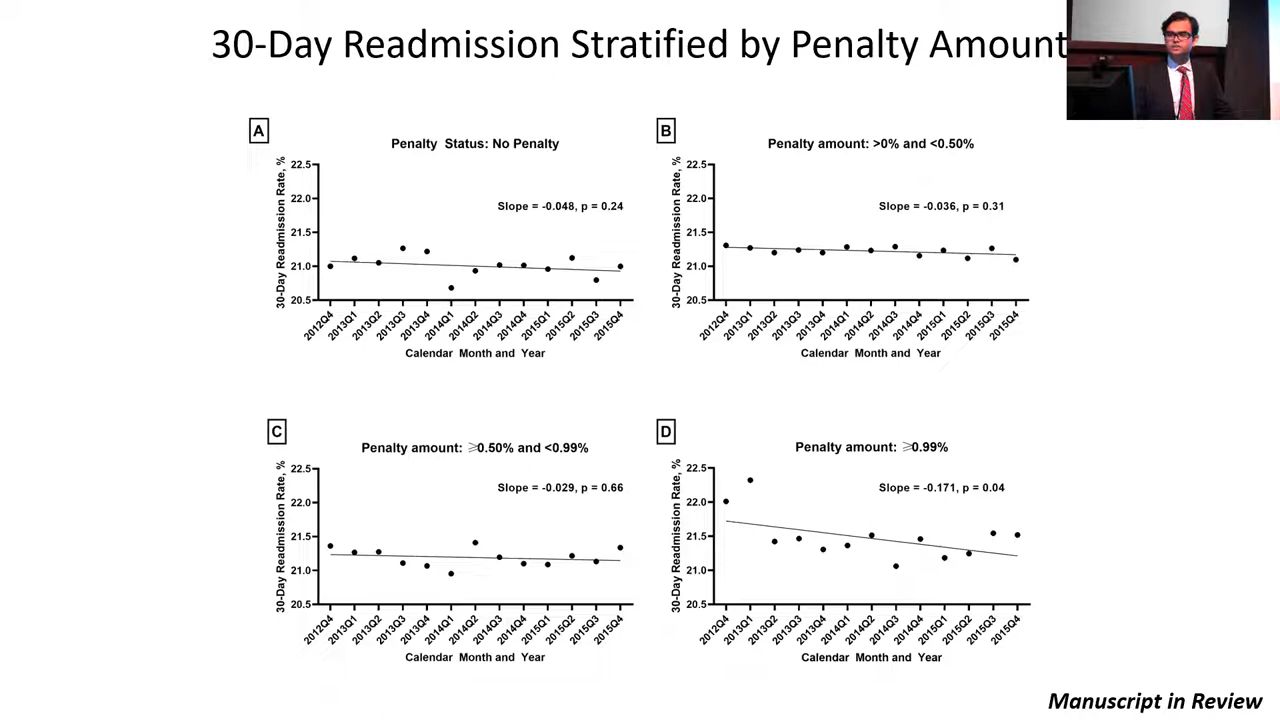 30-Day Readmission Stratified by Penalty Amount
A
Penalty Status: No Penalty
30-Day Readmission Rate, %
22.5
22.0
21.5
21.0
20.5
Slope = -0.048, p = 0.24
2012Q4
2013Q1
2013Q2
2013Q3
2013Q4
2014Q1
2014Q2
2014Q3
2014Q4
2015Q1
2015Q2
2015Q3
2015Q4
Calendar Month and Year
B
Penalty amount: >0% and <0.50%
30-Day Readmission Rate, %
22.5
22.0
21.5
21.0
20.5
Slope = -0.036, p = 0.31
2012Q4
2013Q1
2013Q2
2013Q3
2013Q4
2014Q1
2014Q2
2014Q3
2014Q4
2015Q1
2015Q2
2015Q3
2015Q4
Calendar Month and Year
C
Penalty amount: ≥0.50% and <0.99%
30-Day Readmission Rate, %
22.5
22.0
21.5
21.0
20.5
Slope = -0.029, p = 0.66
2012Q4
2013Q1
2013Q2
2013Q3
2013Q4
2014Q1
2014Q2
2014Q3
2014Q4
2015Q1
2015Q2
2015Q3
2015Q4
Calendar Month and Year
D
Penalty amount: ≥0.99%
30-Day Readmission Rate, %
22.5
22.0
21.5
21.0
20.5
Slope = -0.171, p = 0.04
2012Q4
2013Q1
2013Q2
2013Q3
2013Q4
2014Q1
2014Q2
2014Q3
2014Q4
2015Q1
2015Q2
2015Q3
2015Q4
Calendar Month and Year
Manuscript in Review